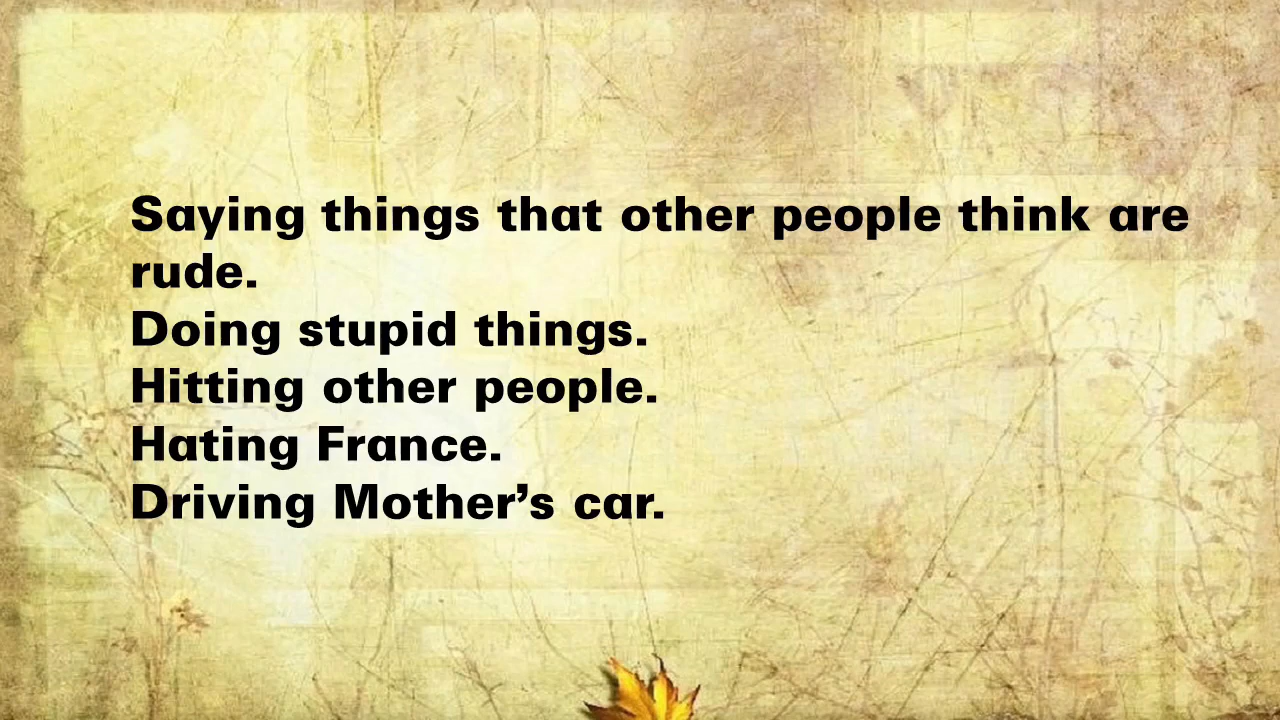 Saying things that other people think are
rude.
Doing stupid things.
Hitting other people.
Hating France.
Driving Mother’s car.